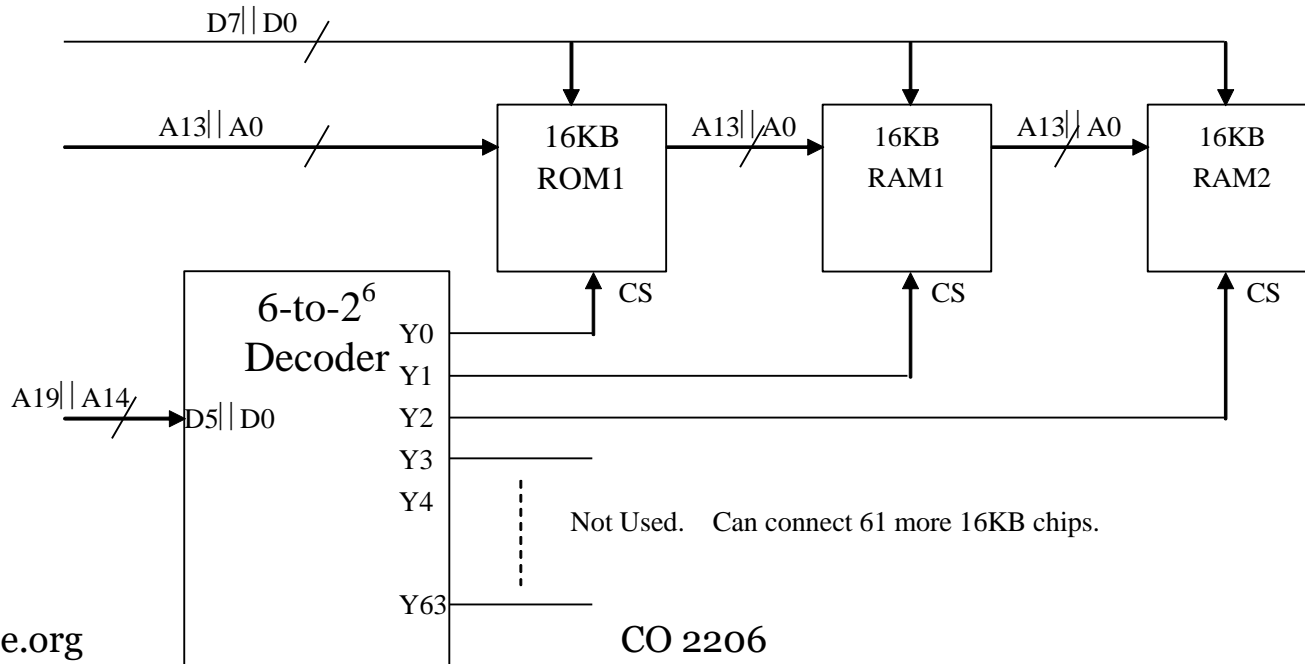 D7||D0
A13||A0
16KB
ROM1
A13||A0
16KB
RAM1
A13||A0
16KB
RAM2
CS
CS
CS
6-to-2⁶
Decoder
Y0
Y1
A19||A14
D5||D0
Y2
Y3
Y4
Not Used. Can connect 61 more 16KB chips.
Y63
e.org
CO 2206